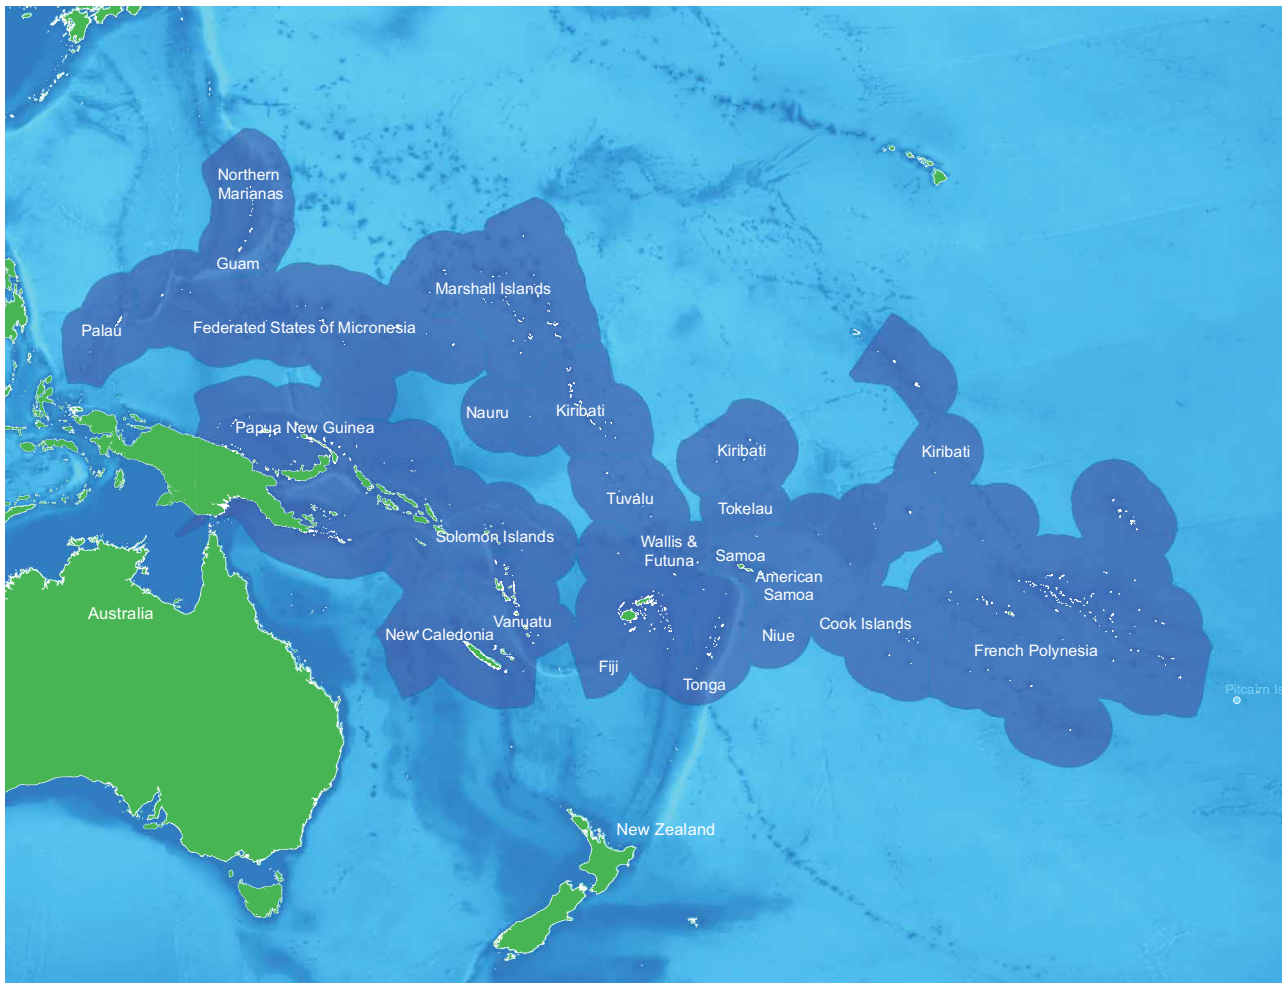 Northern
Marianas
Guam
Marshall Islands
Palau
Federated States of Micronesia
Nauru
Kiribati
Papua New Guinea
Kiribati
Kiribati
Tuvalu
Tokelau
Solomon Islands
Wallis &
Futuna
Samoa
American
Samoa
Australia
Vanuatu
New Caledonia
Cook Islands
Niue
French Polynesia
Fiji
Tonga
Pitcairn Is
New Zealand